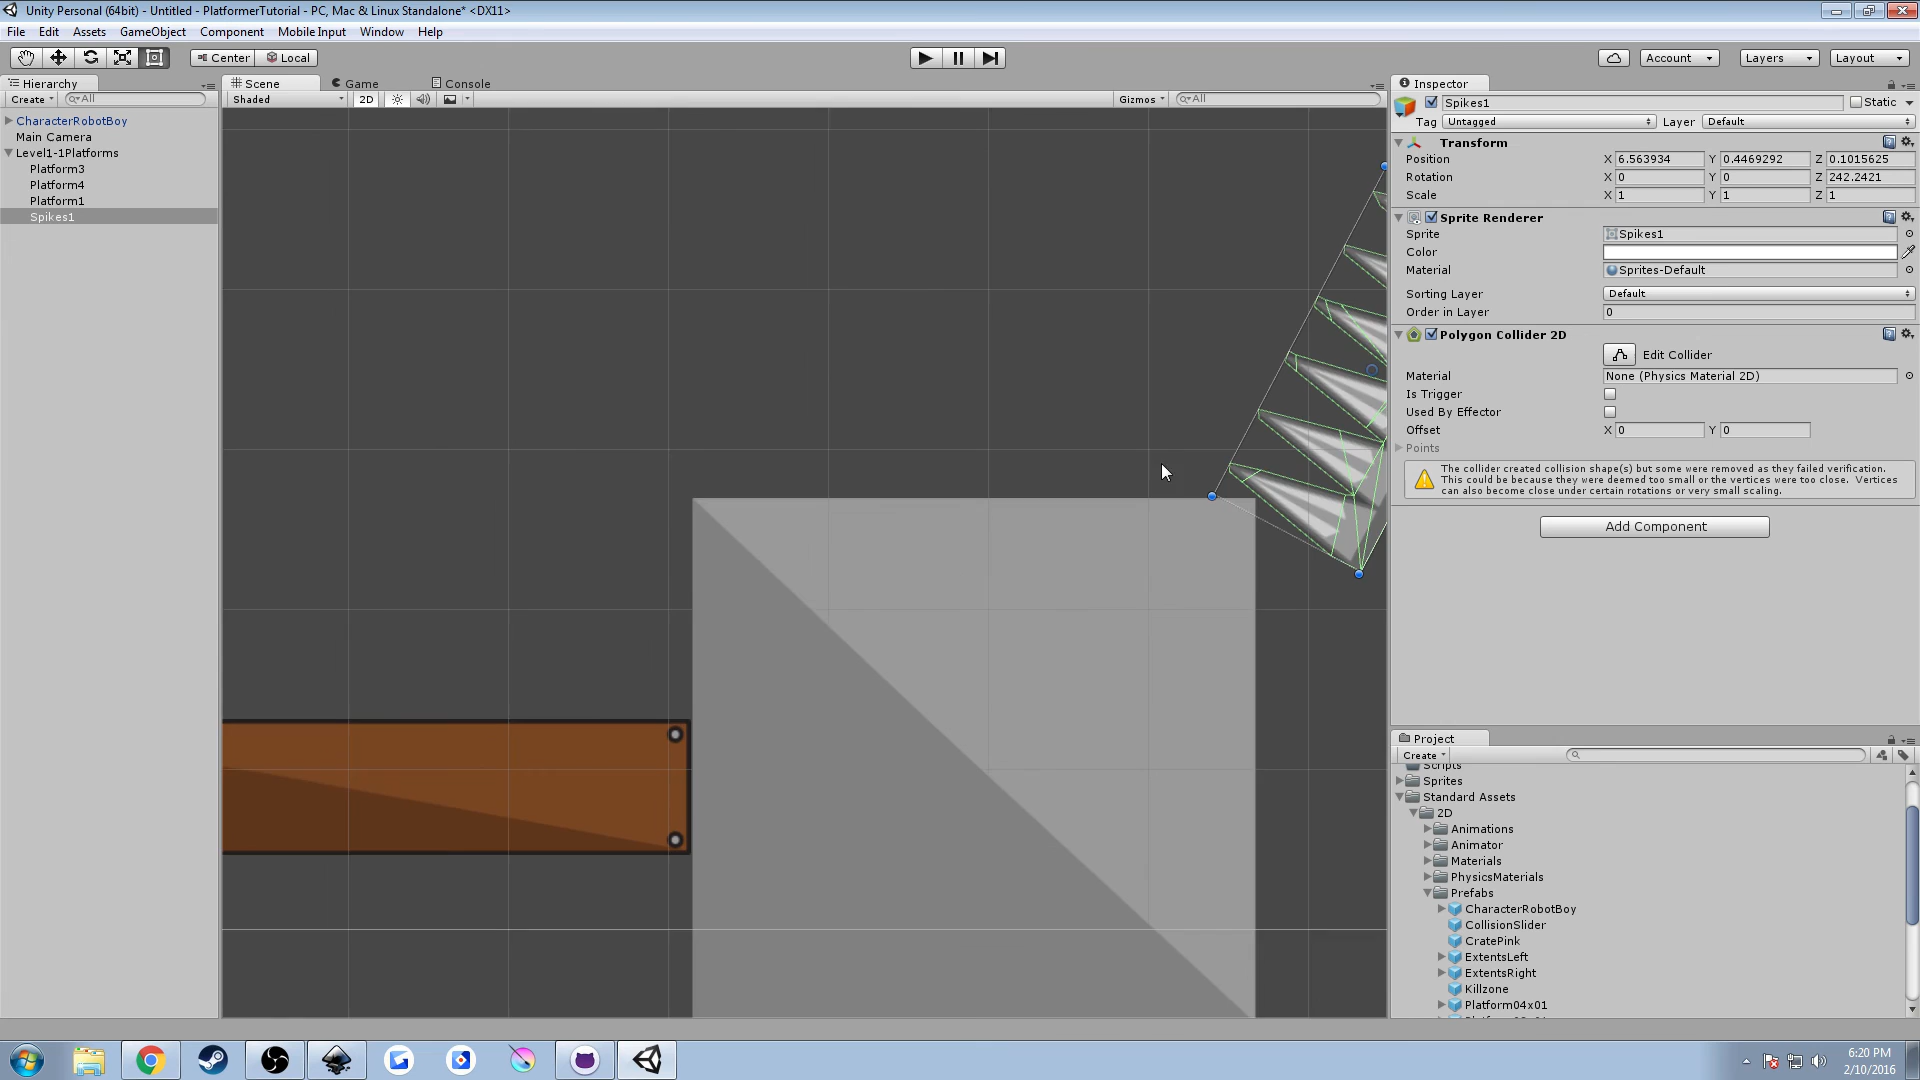 Unity Personal (64bit) - Untitled - PlatformerTutorial - PC, Mac & Linux Standalone* <DX11>
File Edit Assets GameObject Component Mobile Input Window Help
Center Local
Account Layers Layout
Hierarchy
Create All
CharacterRobotBoy
Main Camera
Level1-1Platforms
Platform3
Platform4
Platform1
Spikes1
Scene Game Console
Shaded 2D Gizmos All
Inspector
Spikes1 Static
Tag Untagged Layer Default
Transform
Position X 6.563934 Y 0.4469292 Z 0.1015625
Rotation X 0 Y 0 Z 242.2421
Scale X 1 Y 1 Z 1
Sprite Renderer
Sprite Spikes1
Color
Material Sprites-Default
Sorting Layer Default
Order in Layer 0
Polygon Collider 2D
Edit Collider
Material None (Physics Material 2D)
Is Trigger
Used By Effector
Offset X 0 Y 0
Points
The collider created collision shape(s) but some were removed as they failed verification.
This could be because they were deemed too small or the vertices were too close. Vertices
can also become close under certain rotations or very small scaling.
Add Component
Project
Create
Scripts
Sprites
Standard Assets
2D
Animations
Animator
Materials
PhysicsMaterials
Prefabs
CharacterRobotBoy
CollisionSlider
CratePink
ExtentsLeft
ExtentsRight
Killzone
Platform04x01
6:20 PM
2/10/2016